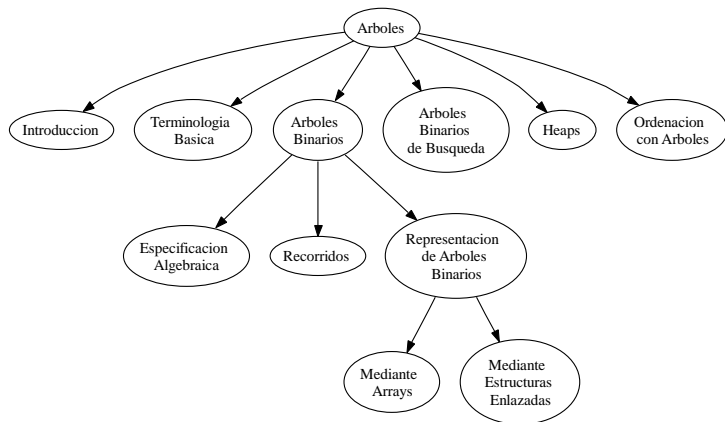 Arboles
Introduccion
Terminologia
Basica
Arboles
Binarios
Arboles
Binarios
de Busqueda
Heaps
Ordenacion
con Arboles
Especificacion
Algebraica
Recorridos
Representacion
de Arboles
Binarios
Mediante
Arrays
Mediante
Estructuras
Enlazadas